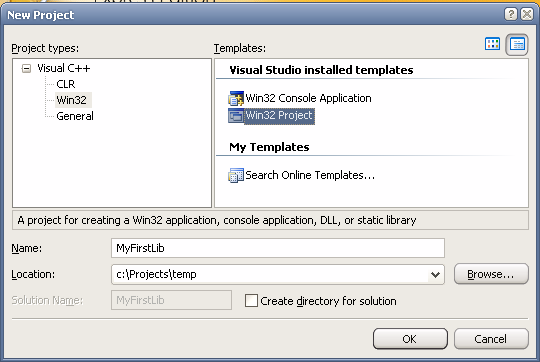 New Project
Project types:
Templates:
Visual C++
CLR
Win32
General
Visual Studio installed templates
Win32 Console Application
Win32 Project
My Templates
Search Online Templates...
A project for creating a Win32 application, console application, DLL, or static library
Name:
MyFirstLib
Location:
c:\Projects\temp
Browse...
Solution Name:
MyFirstLib
Create directory for solution
OK
Cancel